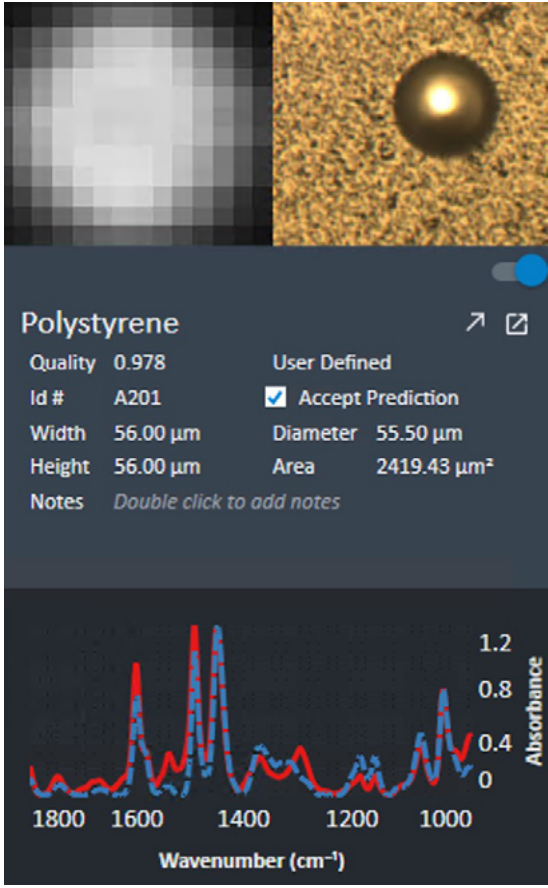 Polystyrene
Quality 0.978 User Defined
Id # A201 Accept Prediction
Width 56.00 μm Diameter 55.50 μm
Height 56.00 μm Area 2419.43 μm²
Notes Double click to add notes
1.2
0.8
0.4
0
Absorbance
1800 1600 1400 1200 1000
Wavenumber (cm⁻¹)